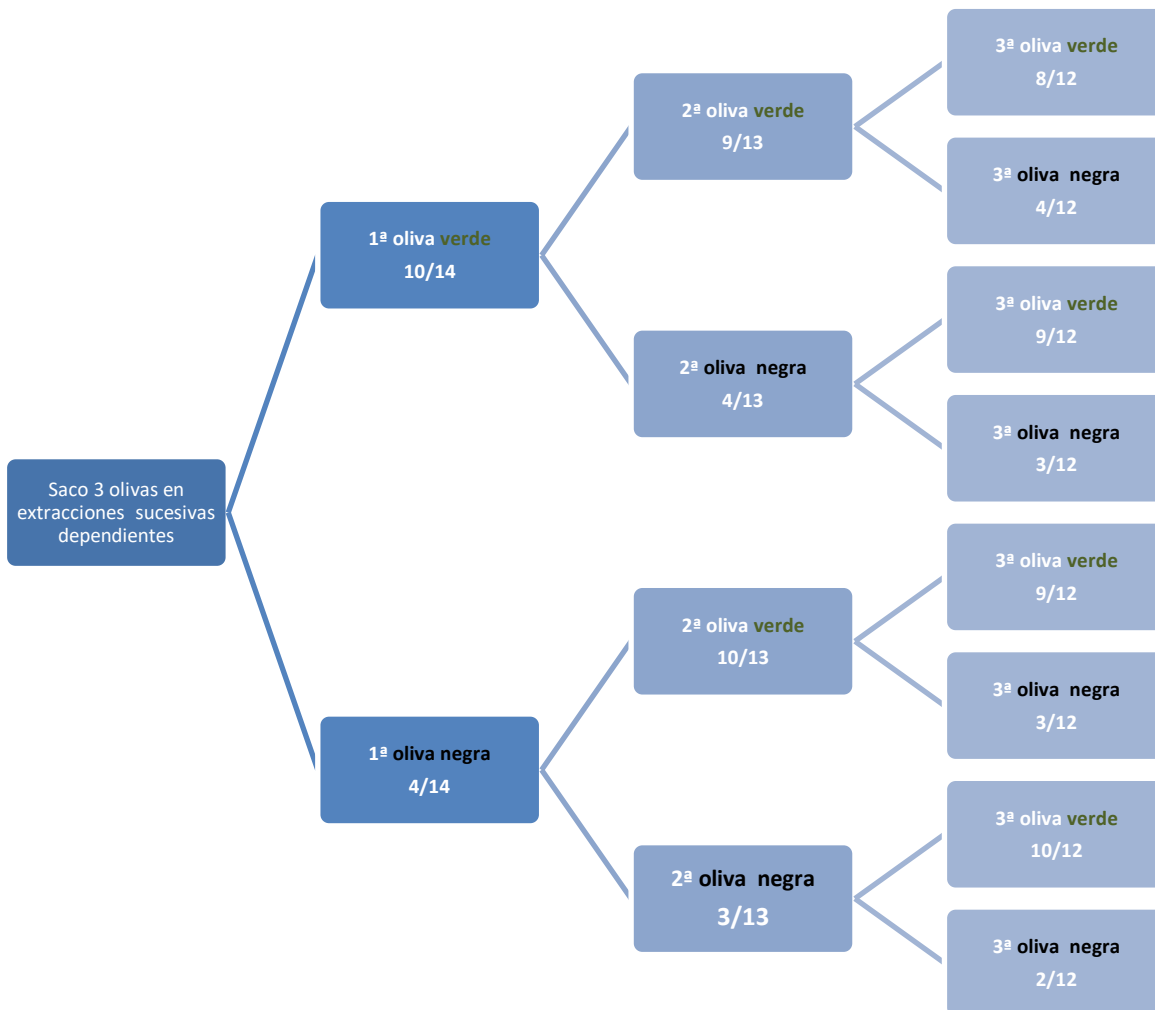 Saco 3 olivas en
extracciones sucesivas
dependientes
1ª oliva verde
10/14
2ª oliva verde
9/13
3ª oliva verde
8/12
3ª oliva negra
4/12
2ª oliva negra
4/13
3ª oliva verde
9/12
3ª oliva negra
3/12
1ª oliva negra
4/14
2ª oliva verde
10/13
3ª oliva verde
9/12
3ª oliva negra
3/12
2ª oliva negra
3/13
3ª oliva verde
10/12
3ª oliva negra
2/12